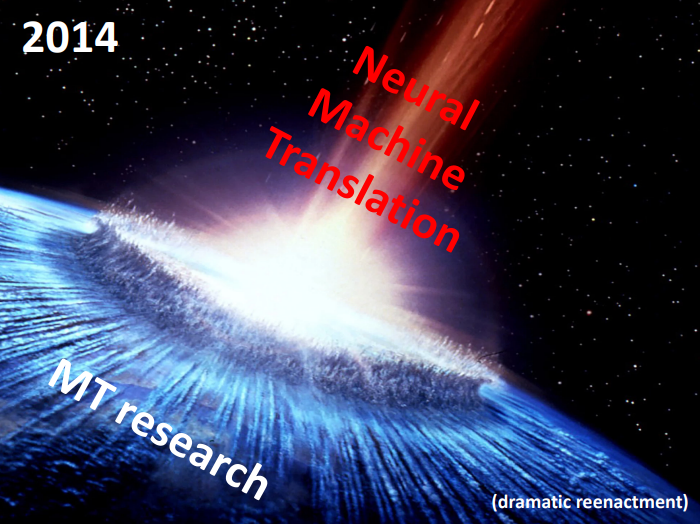 2014
Neural
Machine
Translation
MT research
(dramatic reenactment)